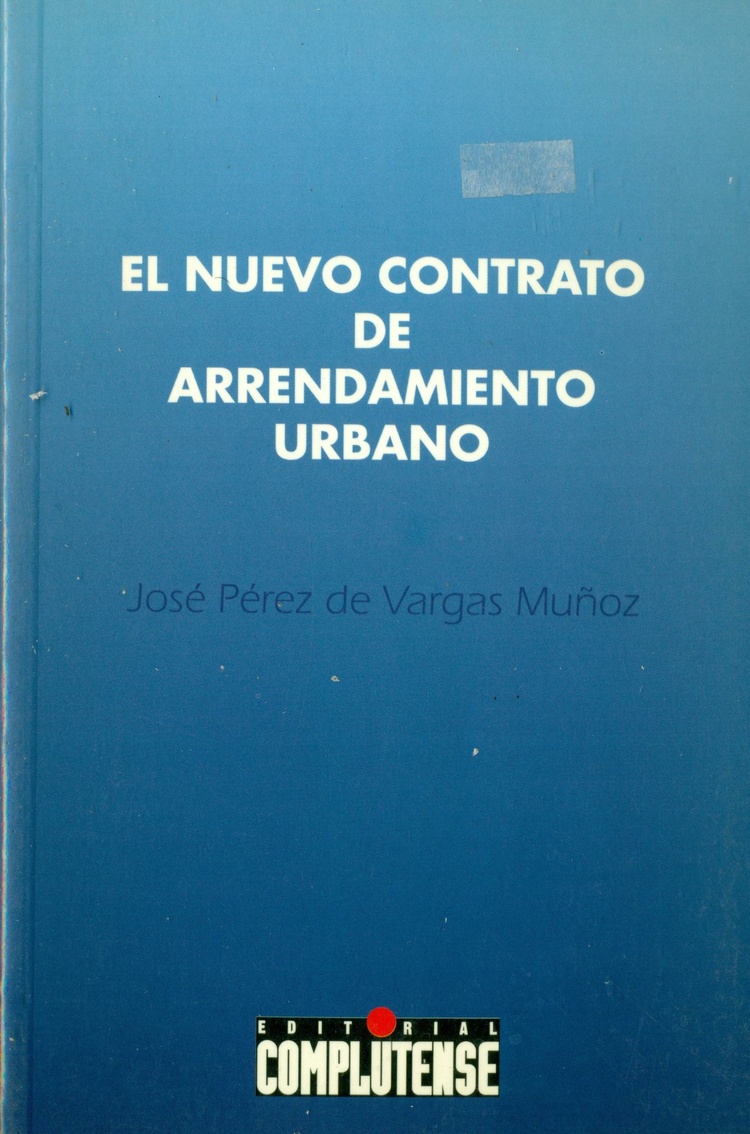 EL NUEVO CONTRATO
DE
ARRENDAMIENTO
URBANO
José Pérez de Vargas Muñoz
EDITORIAL
COMPLUTENSE